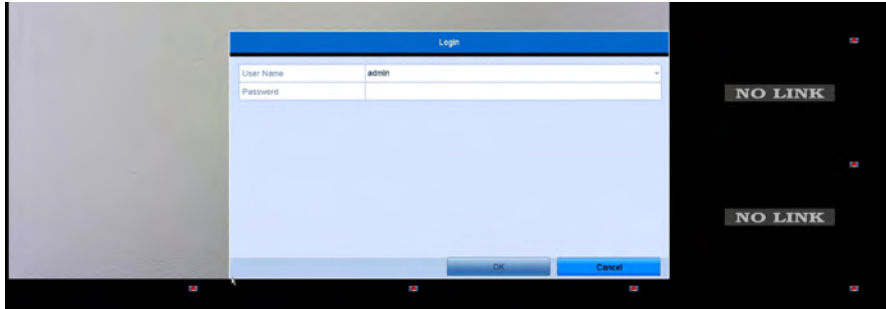 Login
User Name admin
Password
NO LINK
NO LINK
OK Cancel